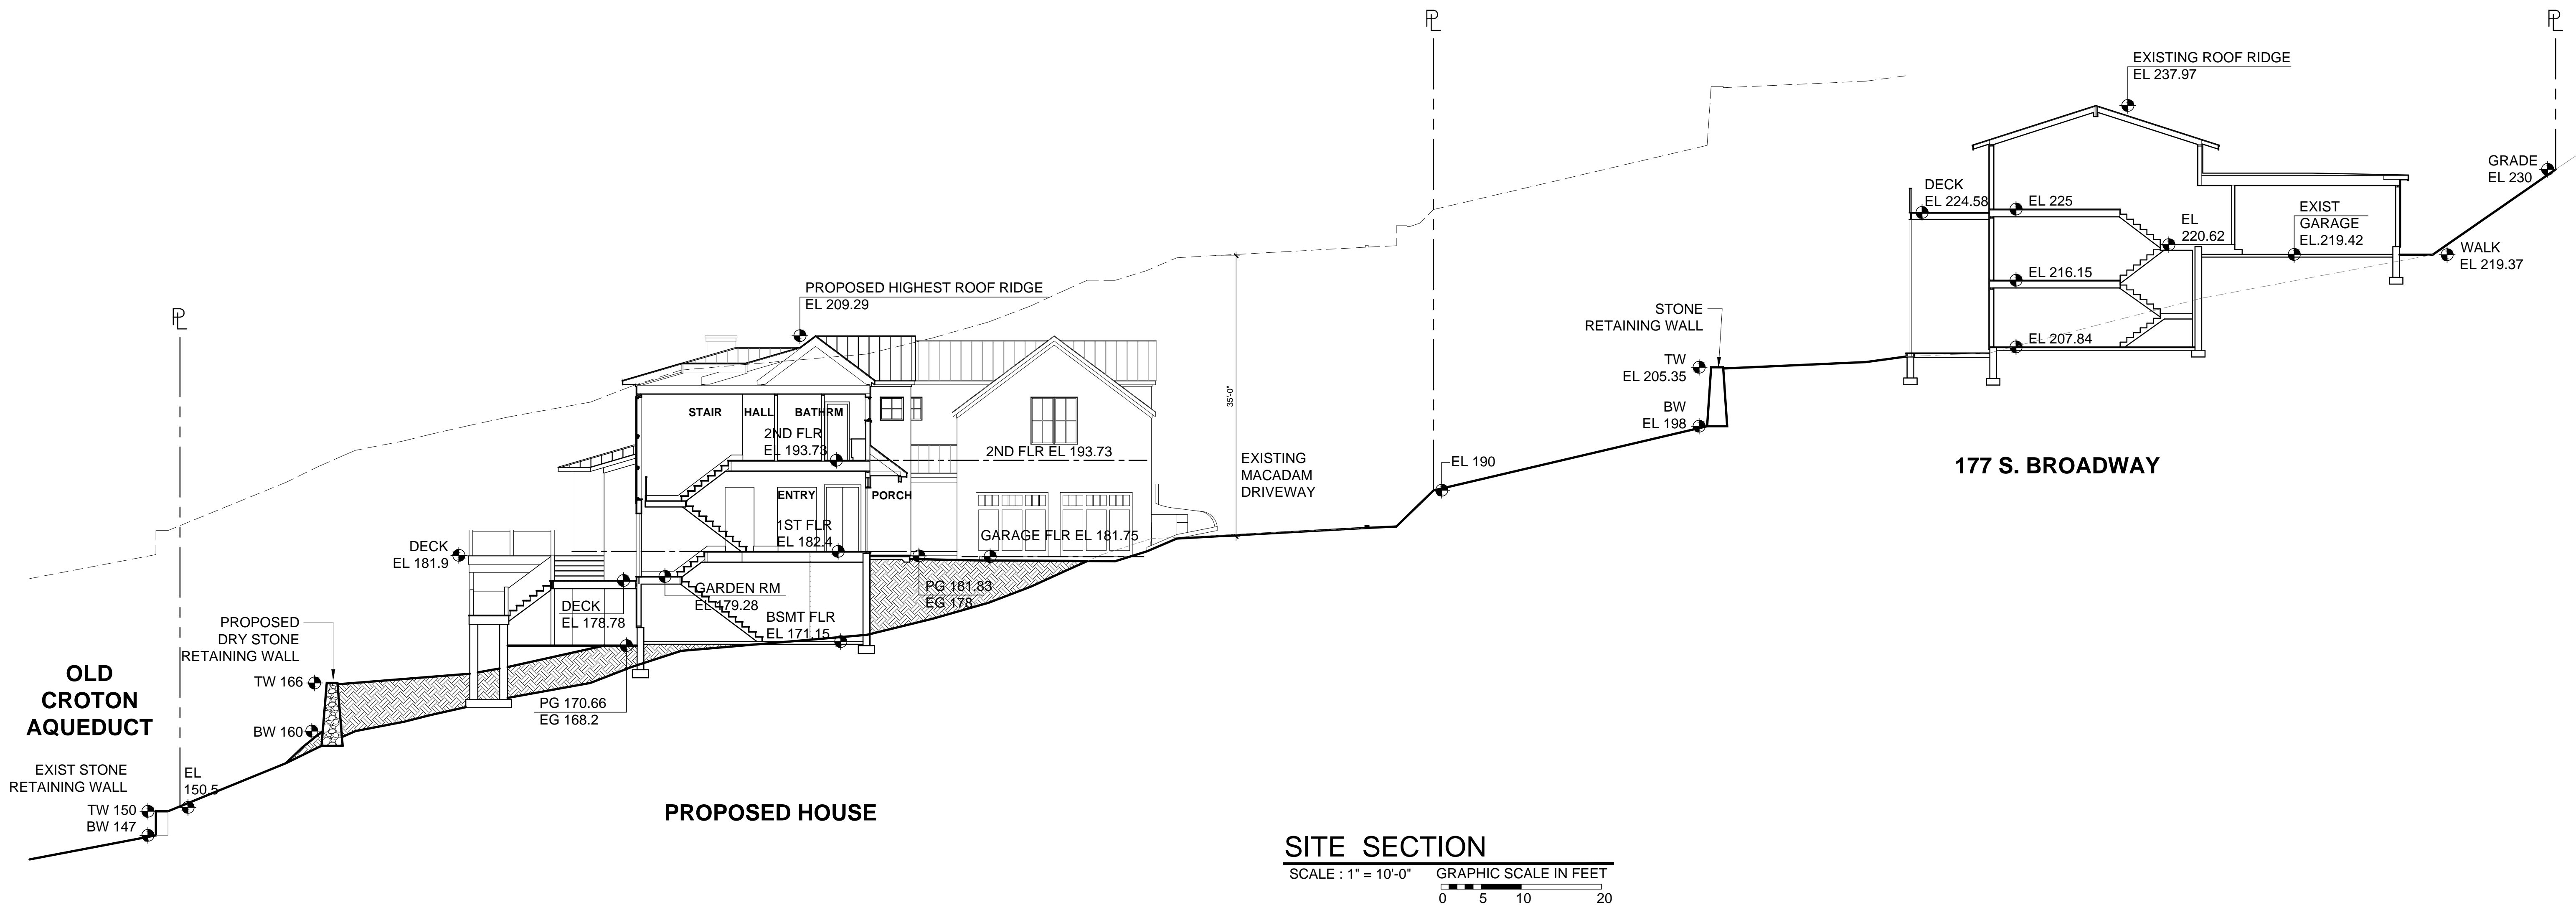 PL
PL
PL
EXISTING ROOF RIDGE
EL 237.97
GRADE
EL 230
DECK
EL 224.58
EL 225
EL
220.62
EXIST
GARAGE
EL.219.42
WALK
EL 219.37
EL 216.15
EL 207.84
STONE
RETAINING WALL
TW
EL 205.35
BW
EL 198
177 S. BROADWAY
EL 190
PROPOSED HIGHEST ROOF RIDGE
EL 209.29
35'-0"
STAIR
HALL
BATHRM
2ND FLR
EL 193.73
2ND FLR EL 193.73
EXISTING
MACADAM
DRIVEWAY
ENTRY
PORCH
1ST FLR
EL 182.4
GARAGE FLR EL 181.75
DECK
EL 181.9
GARDEN RM
EL 179.28
PG 181.83
EG 178
DECK
EL 178.78
BSMT FLR
EL 171.15
PROPOSED
DRY STONE
RETAINING WALL
TW 166
BW 160
PG 170.66
EG 168.2
OLD
CROTON
AQUEDUCT
EXIST STONE
RETAINING WALL
EL
150.5
TW 150
BW 147
PROPOSED HOUSE
SITE SECTION
SCALE : 1" = 10'-0"
GRAPHIC SCALE IN FEET
0 5 10 20